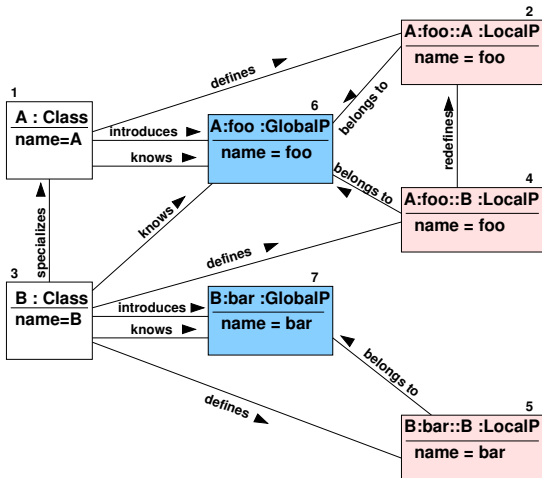 2
A:foo::A :LocalP
name = foo
defines
belongs to
1
A : Class
name=A
introduces
knows
6
A:foo :GlobalP
name = foo
redefines
belongs to
4
A:foo::B :LocalP
name = foo
specializes
knows
defines
3
B : Class
name=B
introduces
knows
7
B:bar :GlobalP
name = bar
belongs to
defines
5
B:bar::B :LocalP
name = bar